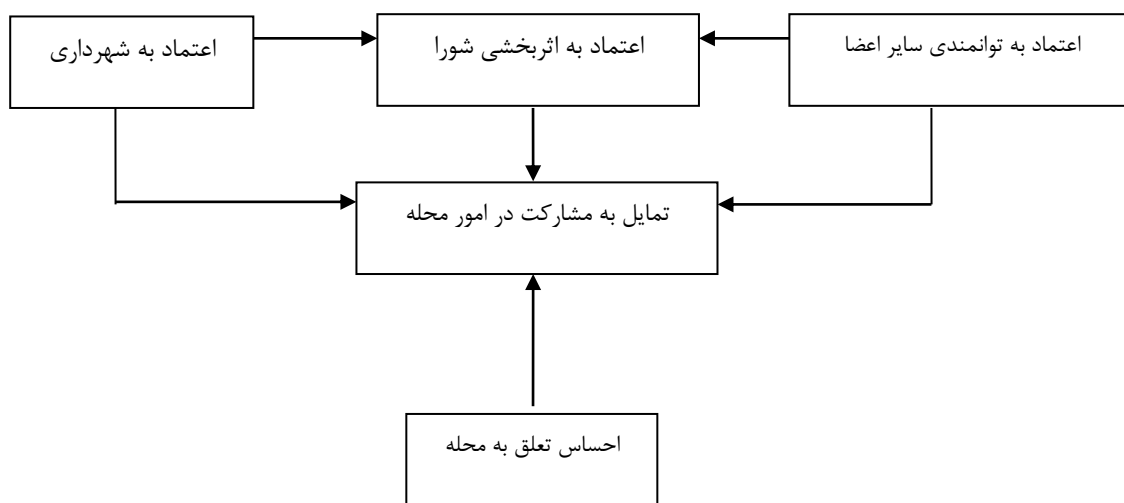 اعتماد به توانمندی سایر اعضا
اعتماد به اثربخشی شورا
اعتماد به شهرداری
تمایل به مشارکت در امور محله
احساس تعلق به محله